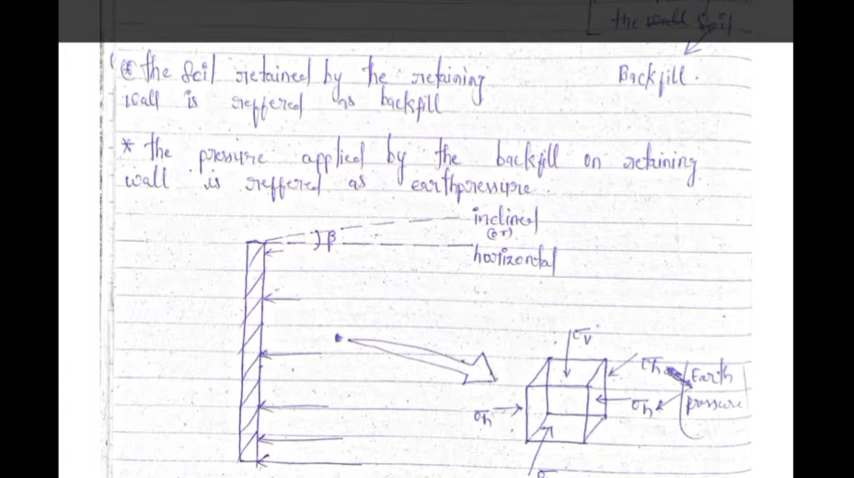 the wall soil
Backfill.
* the soil retained by the retaining
wall is reffered as backfill
* the pressure applied by the backfill on retaining
wall is reffered as earthpressure.
inclined
(or)
β
horizontal
σv
σh
Earth
pressure
σh
σh